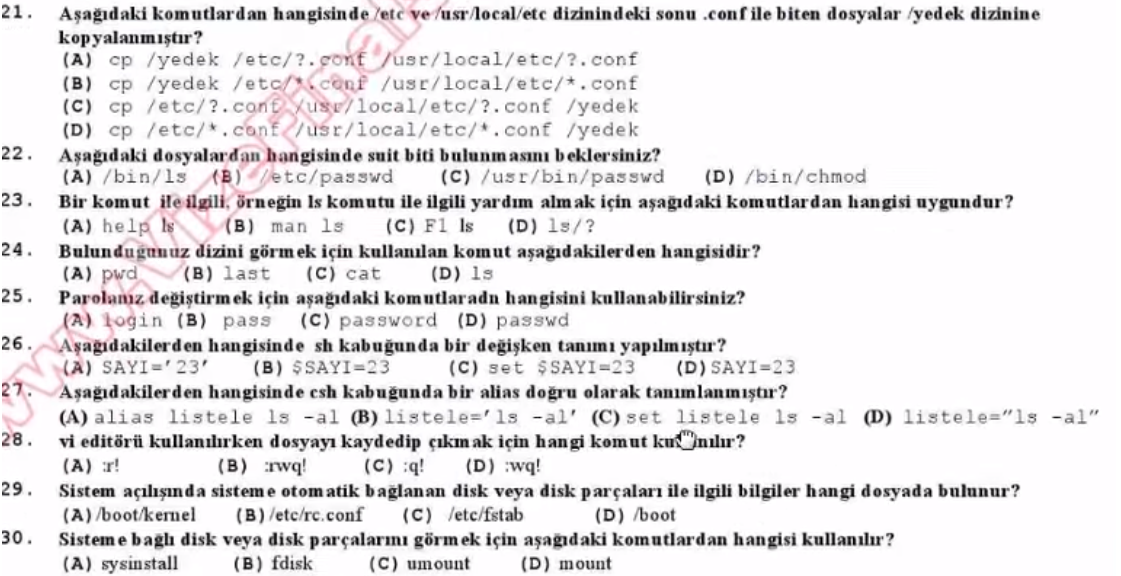 21. Aşağıdaki komutlardan hangisinde /etc ve /usr/local/etc dizinindeki sonu .conf ile biten dosyalar /yedek dizinine
kopyalanmıştır?
(A) cp /yedek /etc/?.conf /usr/local/etc/?.conf
(B) cp /yedek /etc/*.conf /usr/local/etc/*.conf
(C) cp /etc/?.conf /usr/local/etc/?.conf /yedek
(D) cp /etc/*.conf /usr/local/etc/*.conf /yedek
22. Aşağıdaki dosyalardan hangisinde suit biti bulunmasını beklersiniz?
(A) /bin/ls (B) /etc/passwd (C) /usr/bin/passwd (D) /bin/chmod
23. Bir komut ile ilgili, örneğin ls komutu ile ilgili yardım almak için aşağıdaki komutlardan hangisi uygundur?
(A) help ls (B) man ls (C) F1 ls (D) ls/?
24. Bulunduğunuz dizini görmek için kullanılan komut aşağıdakilerden hangisidir?
(A) pwd (B) last (C) cat (D) ls
25. Parolanız değiştirmek için aşağıdaki komutlaradn hangisini kullanabilirsiniz?
(A) login (B) pass (C) password (D) passwd
26. Aşağıdakilerden hangisinde sh kabuğunda bir değişken tanımı yapılmıştır?
(A) SAYI='23' (B) $SAYI=23 (C) set $SAYI=23 (D) SAYI=23
27. Aşağıdakilerden hangisinde csh kabuğunda bir alias doğru olarak tanımlanmıştır?
(A) alias listele ls -al (B) listele='ls -al' (C) set listele ls -al (D) listele="ls -al"
28. vi editörü kullanılırken dosyayı kaydedip çıkmak için hangi komut kullanılır?
(A) :r! (B) :rwq! (C) :q! (D) :wq!
29. Sistem açılışında sisteme otomatik bağlanan disk veya disk parçaları ile ilgili bilgiler hangi dosyada bulunur?
(A) /boot/kernel (B) /etc/rc.conf (C) /etc/fstab (D) /boot
30. Sisteme bağlı disk veya disk parçalarını görmek için aşağıdaki komutlardan hangisi kullanılır?
(A) sysinstall (B) fdisk (C) umount (D) mount